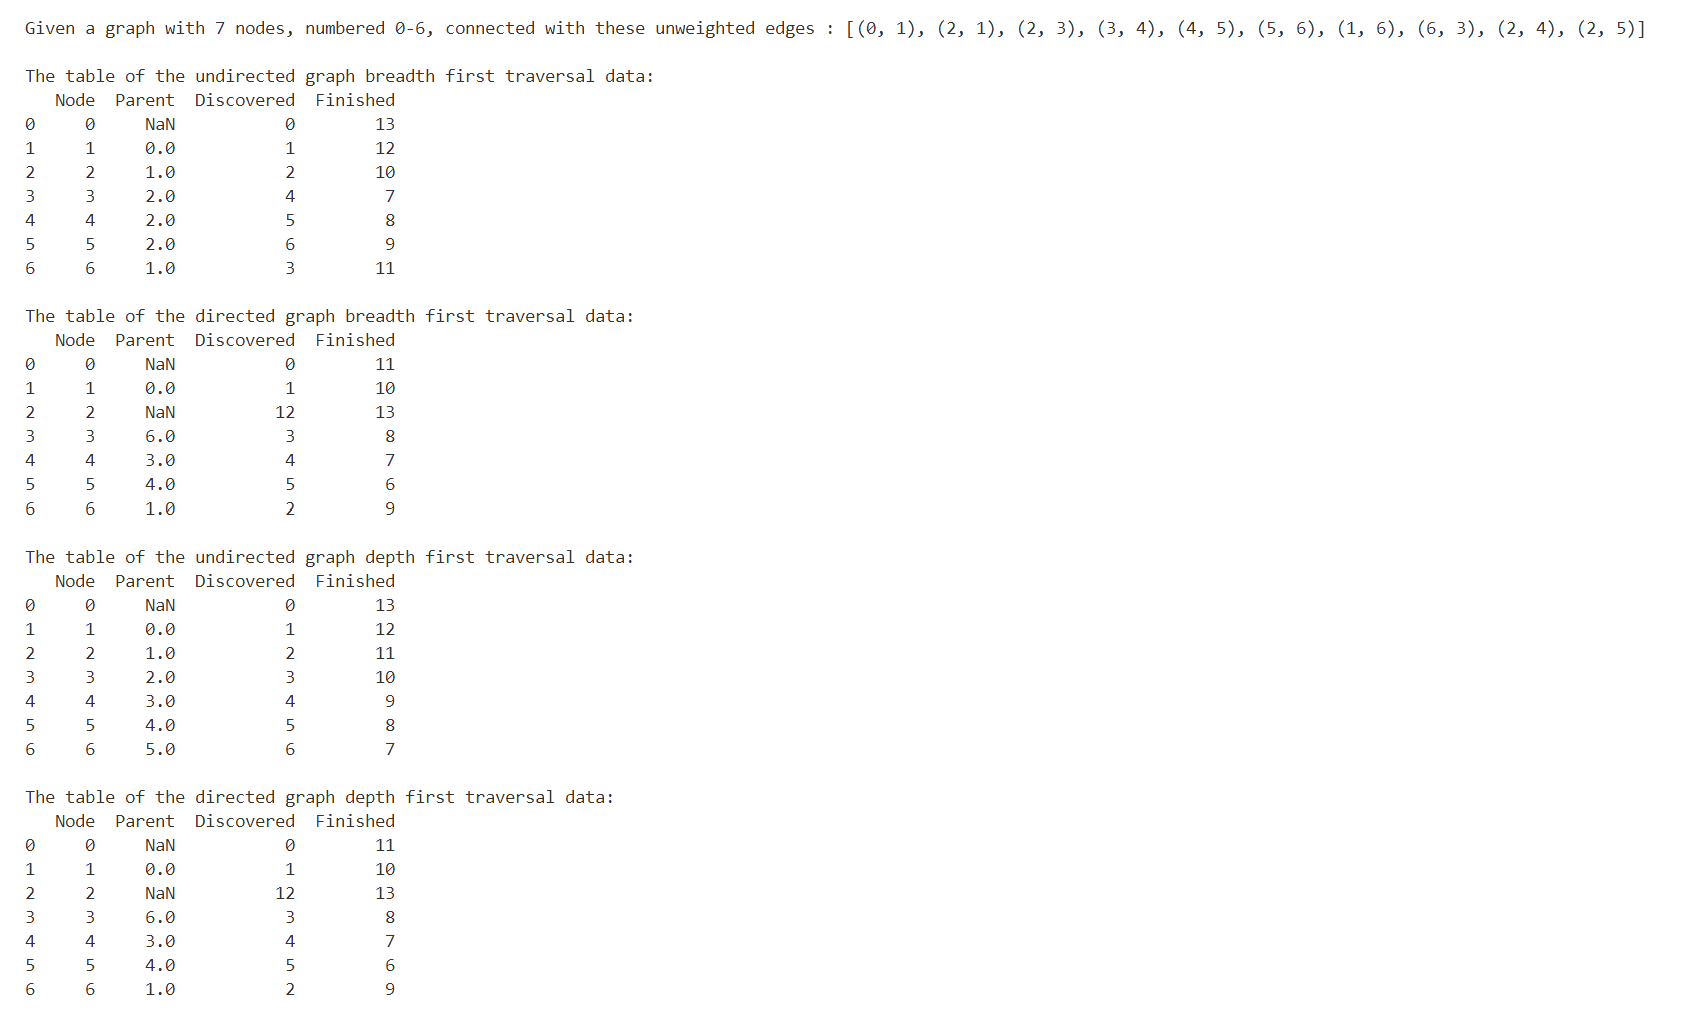 Given a graph with 7 nodes, numbered 0-6, connected with these unweighted edges : [(0, 1), (2, 1), (2, 3), (3, 4), (4, 5), (5, 6), (1, 6), (6, 3), (2, 4), (2, 5)]
The table of the undirected graph breadth first traversal data:
Node Parent Discovered Finished
0 0 NaN 0 13
1 1 0.0 1 12
2 2 1.0 2 10
3 3 2.0 4 7
4 4 2.0 5 8
5 5 2.0 6 9
6 6 1.0 3 11
The table of the directed graph breadth first traversal data:
Node Parent Discovered Finished
0 0 NaN 0 11
1 1 0.0 1 10
2 2 NaN 12 13
3 3 6.0 3 8
4 4 3.0 4 7
5 5 4.0 5 6
6 6 1.0 2 9
The table of the undirected graph depth first traversal data:
Node Parent Discovered Finished
0 0 NaN 0 13
1 1 0.0 1 12
2 2 1.0 2 11
3 3 2.0 3 10
4 4 3.0 4 9
5 5 4.0 5 8
6 6 5.0 6 7
The table of the directed graph depth first traversal data:
Node Parent Discovered Finished
0 0 NaN 0 11
1 1 0.0 1 10
2 2 NaN 12 13
3 3 6.0 3 8
4 4 3.0 4 7
5 5 4.0 5 6
6 6 1.0 2 9